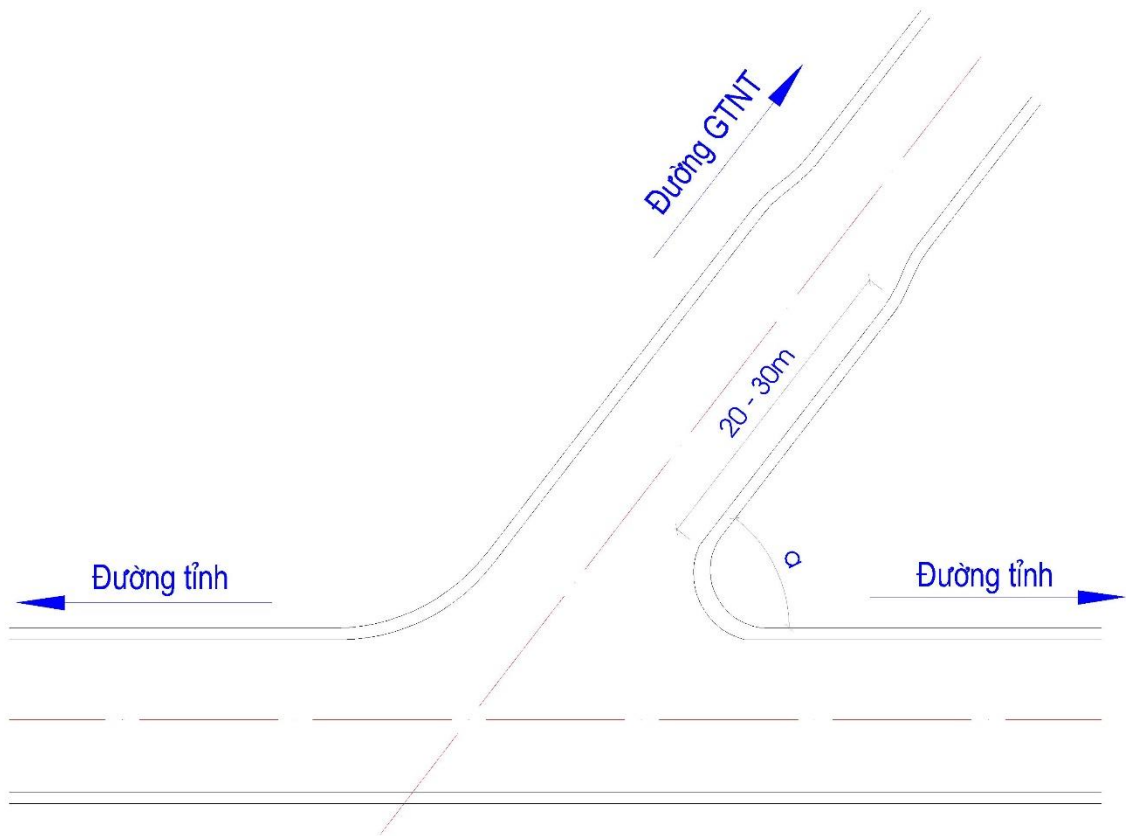 Đường GTNT
20 - 30m
α
Đường tỉnh
Đường tỉnh